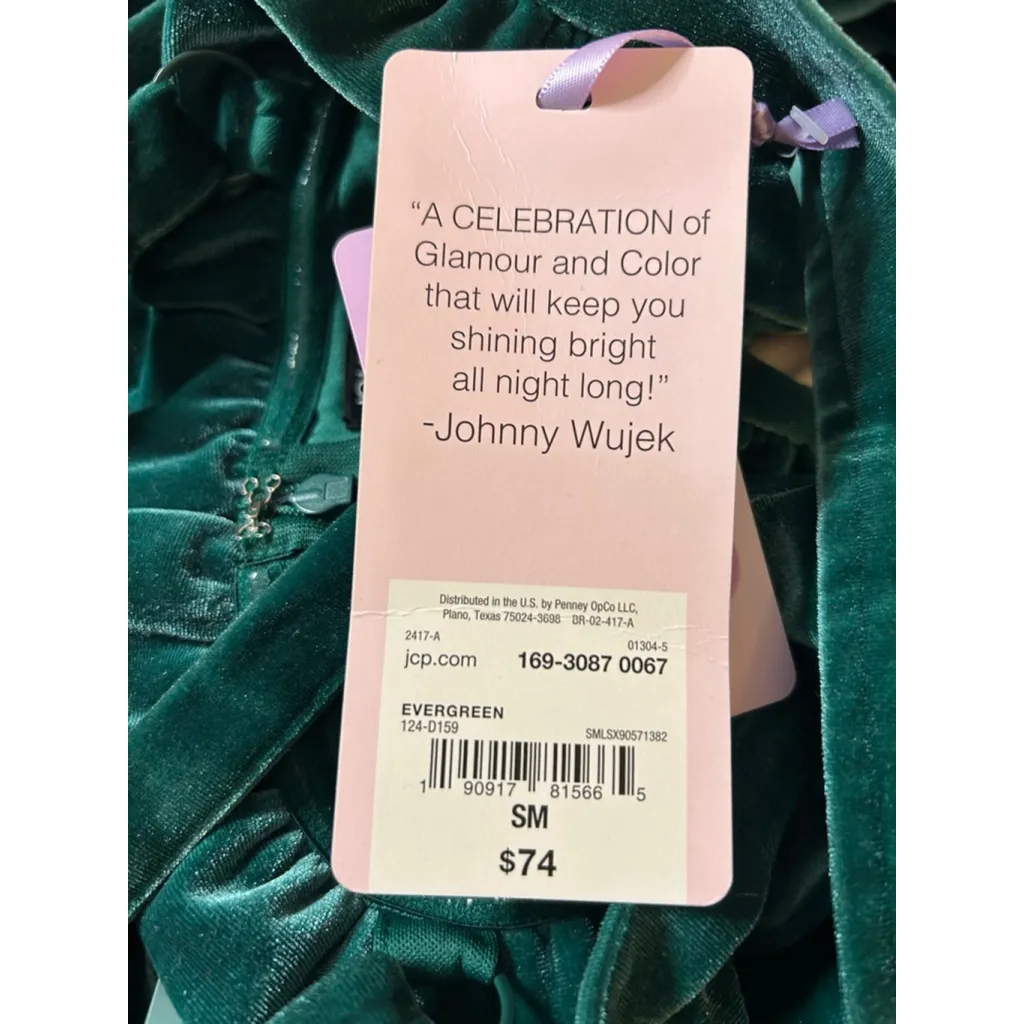 “A CELEBRATION of
Glamour and Color
that will keep you
shining bright
all night long!”
-Johnny Wujek
Distributed in the U.S. by Penney OpCo LLC,
Plano, Texas 75024-3698 BR-02-417-A
2417-A 01304-5
jcp.com 169-3087 0067
EVERGREEN
124-D159 SMLSX90571382
1 90917 81566 5
SM
$74